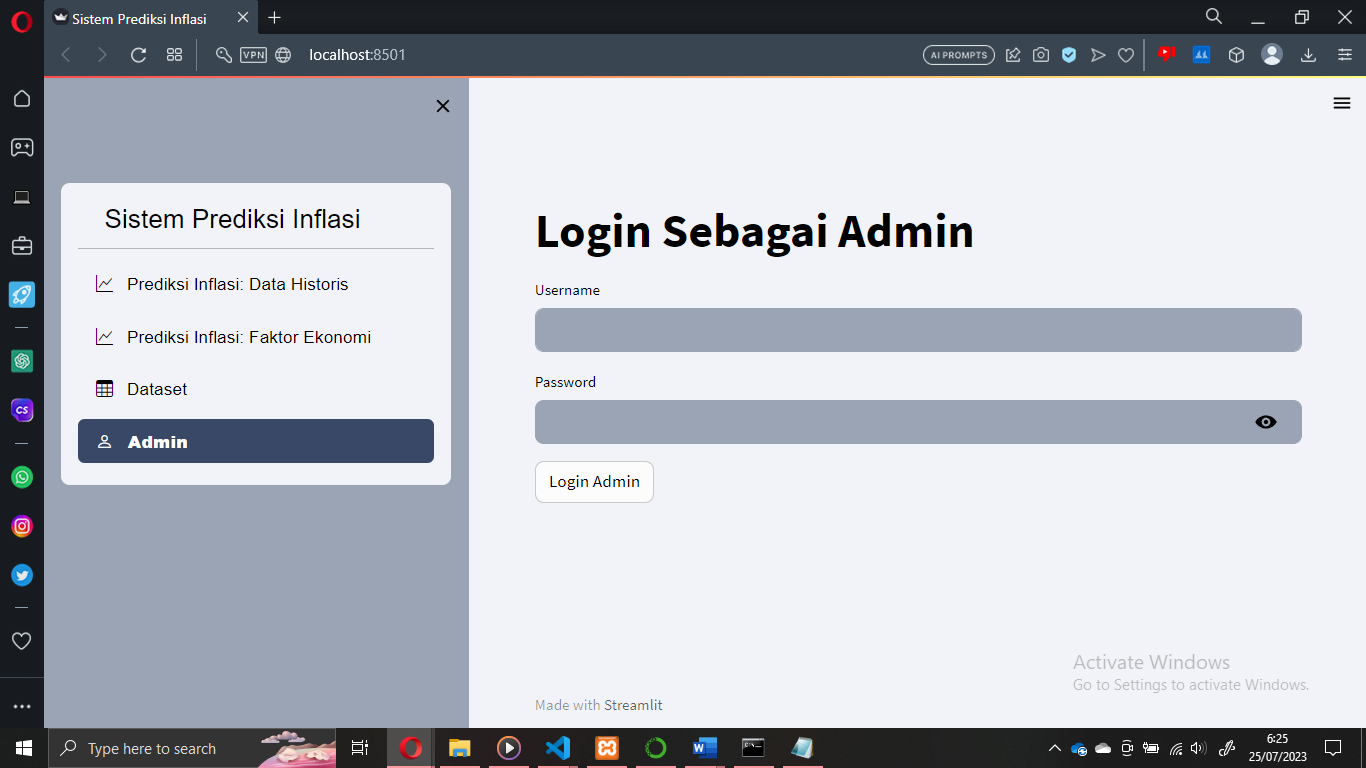 Sistem Prediksi Inflasi
VPN
localhost:8501
AI PROMPTS
Sistem Prediksi Inflasi
Prediksi Inflasi: Data Historis
Prediksi Inflasi: Faktor Ekonomi
Dataset
Admin
Login Sebagai Admin
Username
Password
Login Admin
Made with Streamlit
Activate Windows
Go to Settings to activate Windows.
CS
Type here to search
6:25
25/07/2023